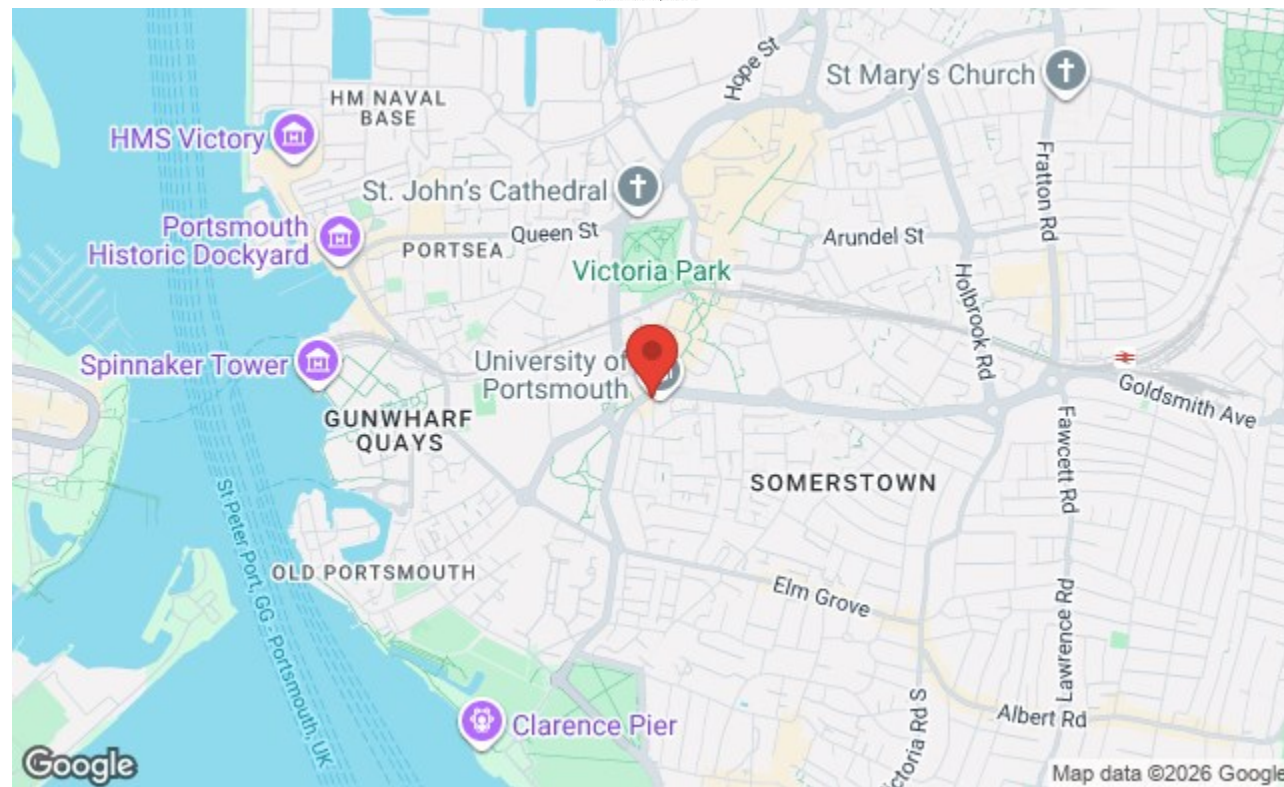 Hope St
St Mary's Church
HM NAVAL
BASE
HMS Victory
Fratton Rd
St. John's Cathedral
Portsmouth
Historic Dockyard
PORTSEA
Queen St
Arundel St
Victoria Park
Holbrook Rd
Spinnaker Tower
University of
Portsmouth
Goldsmith Ave
GUNWHARF
QUAYS
Fawcett Rd
SOMERSTOWN
St Peter Port, GG - Portsmouth, UK
OLD PORTSMOUTH
Elm Grove
Lawrence Rd
Clarence Pier
ctoria Rd S
Albert Rd
Google
Map data ©2026 Google